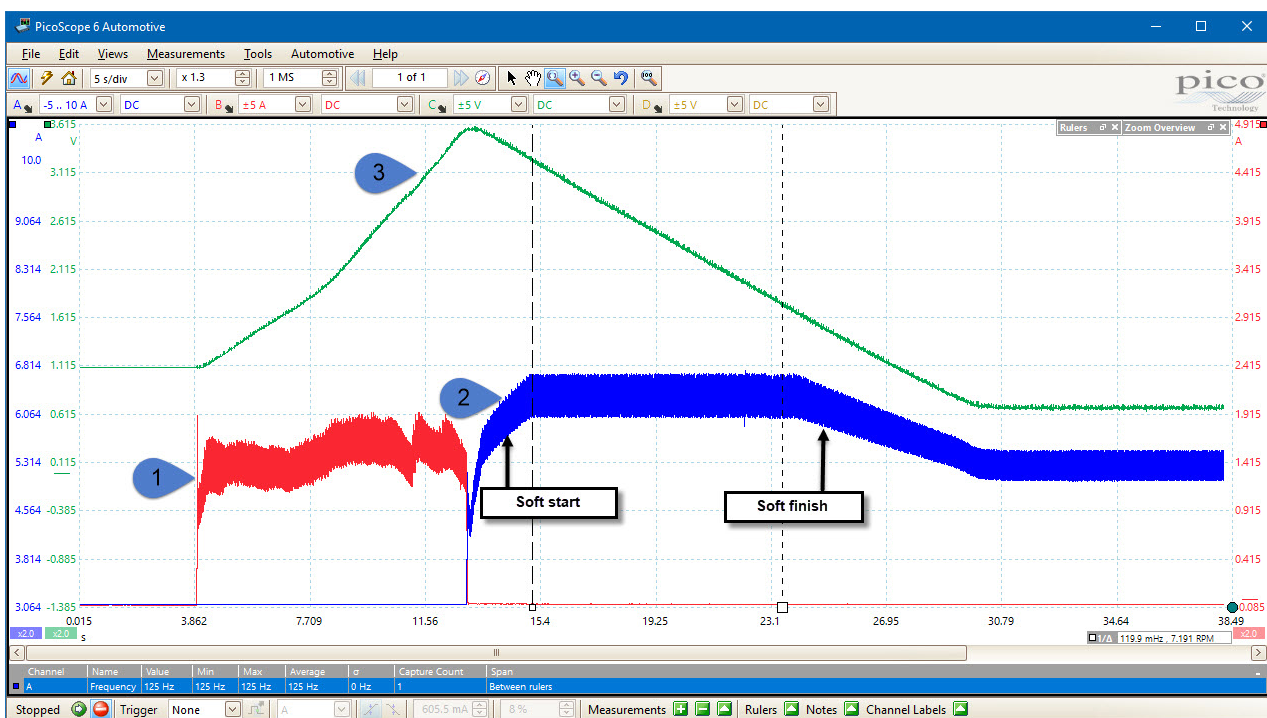 PicoScope 6 Automotive
File Edit Views Measurements Tools Automotive Help
5 s/div x 1.3 1 MS 1 of 1
A -5 .. 10 A DC B ±5 A DC C ±5 V DC D ±5 V DC
pico
Technology
Rulers Zoom Overview
A 3.615 V 4.915 A
10.0 3.115 4.415
9.064 2.615 3.915
8.314 2.115 3.415
7.564 1.615 2.915
6.814 1.115 2.415
6.064 0.615 1.915
5.314 0.115 1.415
4.564 -0.385 0.915
3.814 -0.885 0.415
3.064 -1.385 0.085
3
2
1
Soft start
Soft finish
0.015 3.862 7.709 11.56 15.4 19.25 23.1 26.95 30.79 34.64 38.49
x2.0 x2.0 s 1/Δ 119.9 mHz , 7.191 RPM x2.0
Channel Name Value Min Max Average σ Capture Count Span
A Frequency 125 Hz 125 Hz 125 Hz 125 Hz 0 Hz 1 Between rulers
Stopped Trigger None A 605.5 mA 8 % Measurements Rulers Notes Channel Labels